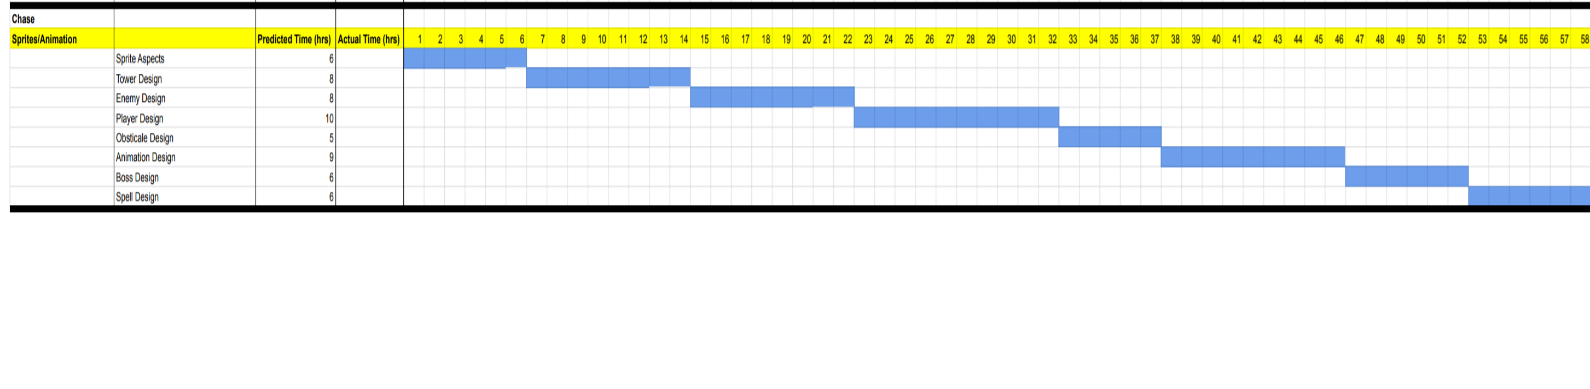 Chase
Sprites/Animation Predicted Time (hrs) Actual Time (hrs) 1 2 3 4 5 6 7 8 9 10 11 12 13 14 15 16 17 18 19 20 21 22 23 24 25 26 27 28 29 30 31 32 33 34 35 36 37 38 39 40 41 42 43 44 45 46 47 48 49 50 51 52 53 54 55 56 57 58
Sprite Aspects 6
Tower Design 8
Enemy Design 8
Player Design 10
Obsticale Design 5
Animation Design 9
Boss Design 6
Spell Design 6